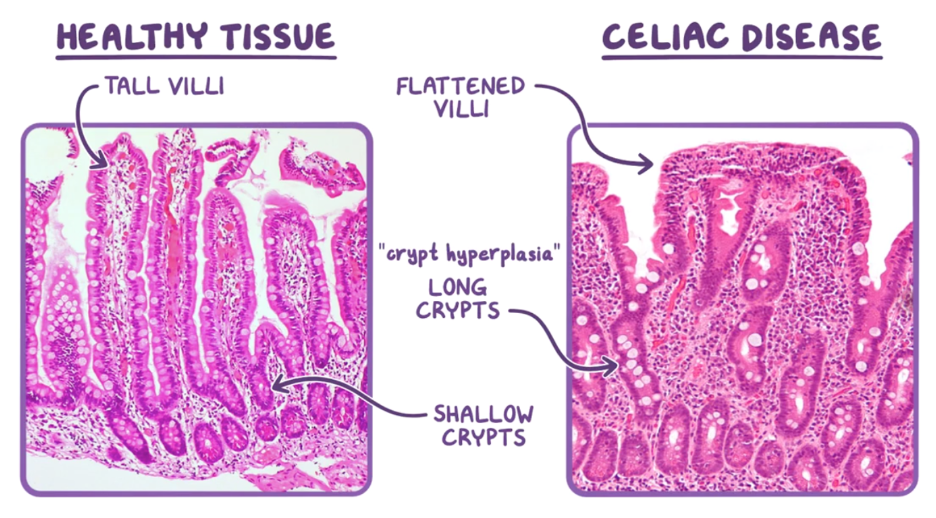 HEALTHY TISSUE
CELIAC DISEASE
TALL VILLI
FLATTENED
VILLI
"crypt hyperplasia"
LONG
CRYPTS
SHALLOW
CRYPTS